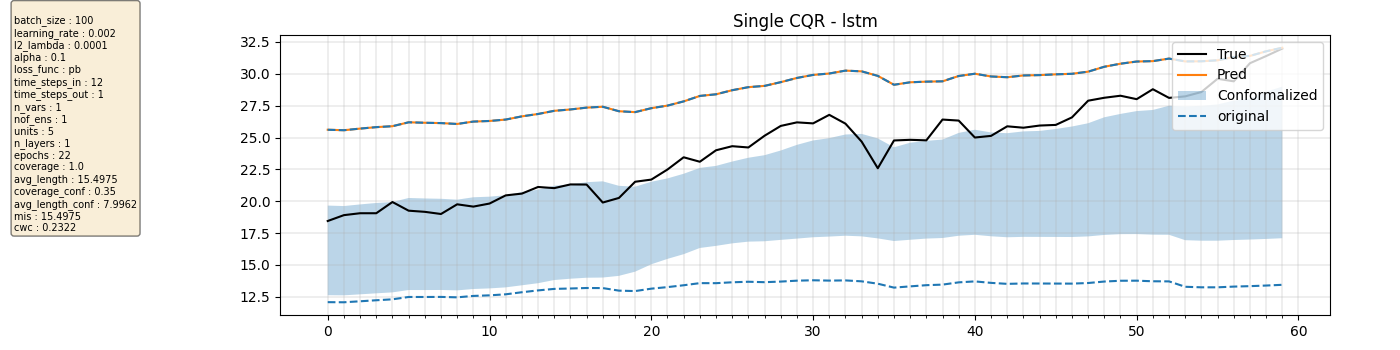 batch_size : 100
learning_rate : 0.002
l2_lambda : 0.0001
alpha : 0.1
loss_func : pb
time_steps_in : 12
time_steps_out : 1
n_vars : 1
nof_ens : 1
units : 5
n_layers : 1
epochs : 22
coverage : 1.0
avg_length : 15.4975
coverage_conf : 0.35
avg_length_conf : 7.9962
mis : 15.4975
cwc : 0.2322
Single CQR - lstm
32.5
30.0
27.5
25.0
22.5
20.0
17.5
15.0
12.5
True
Pred
Conformalized
original
0 10 20 30 40 50 60